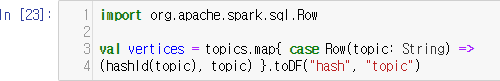 In [23]:
1 import org.apache.spark.sql.Row
2
3 val vertices = topics.map{ case Row(topic: String) =>
4 (hashId(topic), topic) }.toDF("hash", "topic")